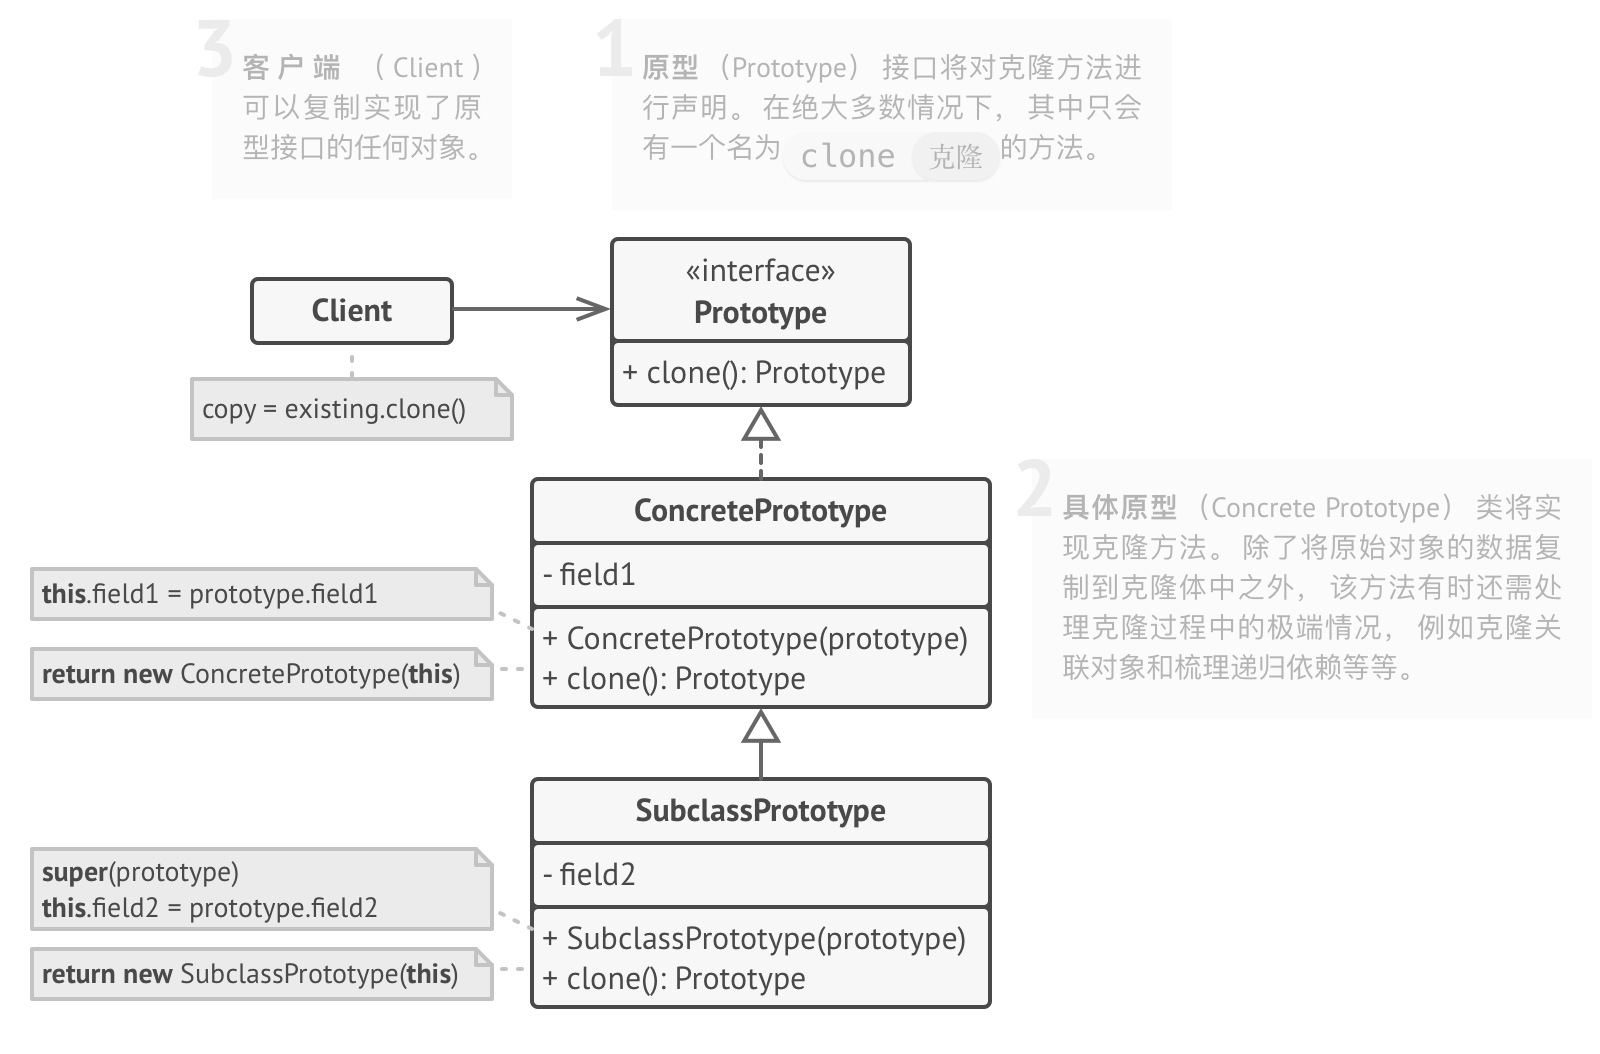 3
客户端 （Client）
可以复制实现了原
型接口的任何对象。
1
原型 （Prototype） 接口将对克隆方法进
行声明。 在绝大多数情况下， 其中只会
有一个名为 clone 克隆 的方法。
Client
copy = existing.clone()
«interface»
Prototype
+ clone(): Prototype
2
具体原型 （Concrete Prototype） 类将实
现克隆方法。 除了将原始对象的数据复
制到克隆体中之外， 该方法有时还需处
理克隆过程中的极端情况， 例如克隆关
联对象和梳理递归依赖等等。
ConcretePrototype
- field1
+ ConcretePrototype(prototype)
+ clone(): Prototype
this.field1 = prototype.field1
return new ConcretePrototype(this)
SubclassPrototype
- field2
+ SubclassPrototype(prototype)
+ clone(): Prototype
super(prototype)
this.field2 = prototype.field2
return new SubclassPrototype(this)